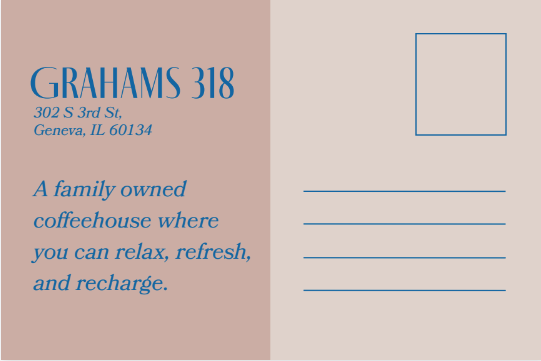 GRAHAMS 318
302 S 3rd St,
Geneva, IL 60134
A family owned
coffeehouse where
you can relax, refresh,
and recharge.